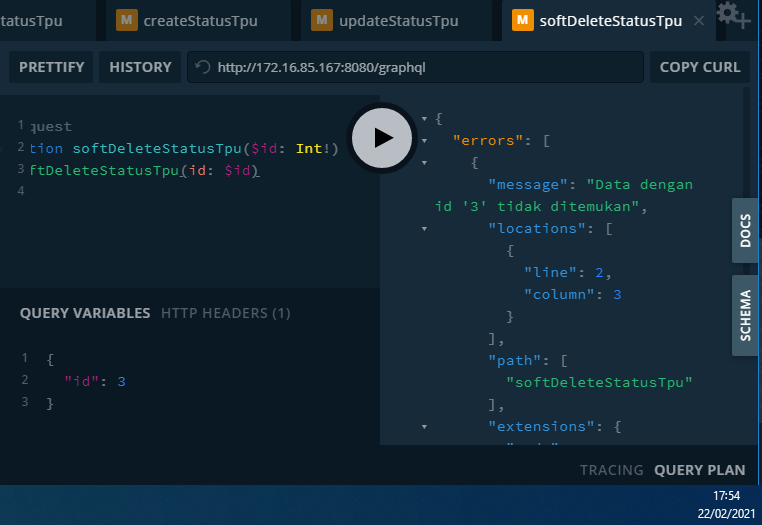 tatusTpu
M createStatusTpu
M updateStatusTpu
M softDeleteStatusTpu ×
PRETTIFY HISTORY http://172.16.85.167:8080/graphql COPY CURL
1 quest
2 tion softDeleteStatusTpu($id: Int!)
3 ftDeleteStatusTpu(id: $id)
4
QUERY VARIABLES HTTP HEADERS (1)
1 {
2 "id": 3
3 }
{
"errors": [
{
"message": "Data dengan
id '3' tidak ditemukan",
"locations": [
{
"line": 2,
"column": 3
}
],
"path": [
"softDeleteStatusTpu"
],
"extensions": {
DOCS
SCHEMA
TRACING QUERY PLAN
17:54
22/02/2021